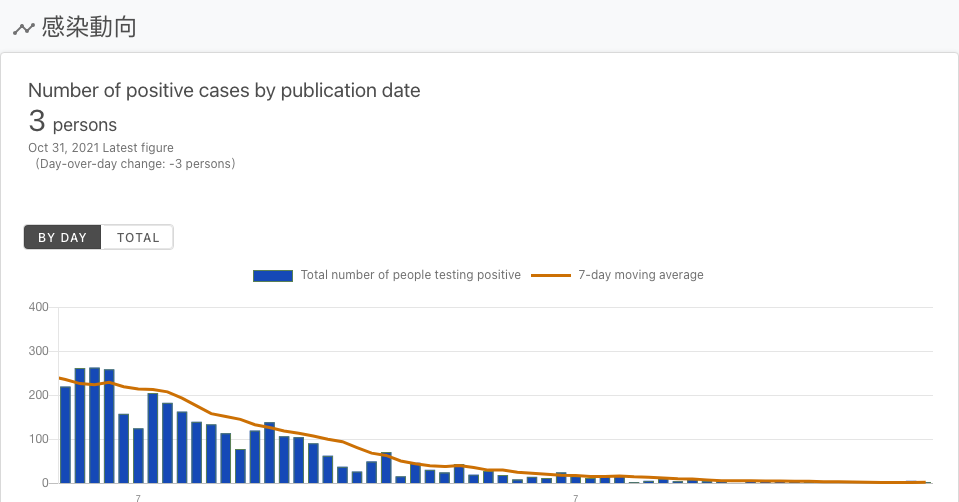 感染動向
Number of positive cases by publication date
3 persons
Oct 31, 2021 Latest figure
(Day-over-day change: -3 persons)
BY DAY TOTAL
Total number of people testing positive 7-day moving average
400
300
200
100
0
7 7